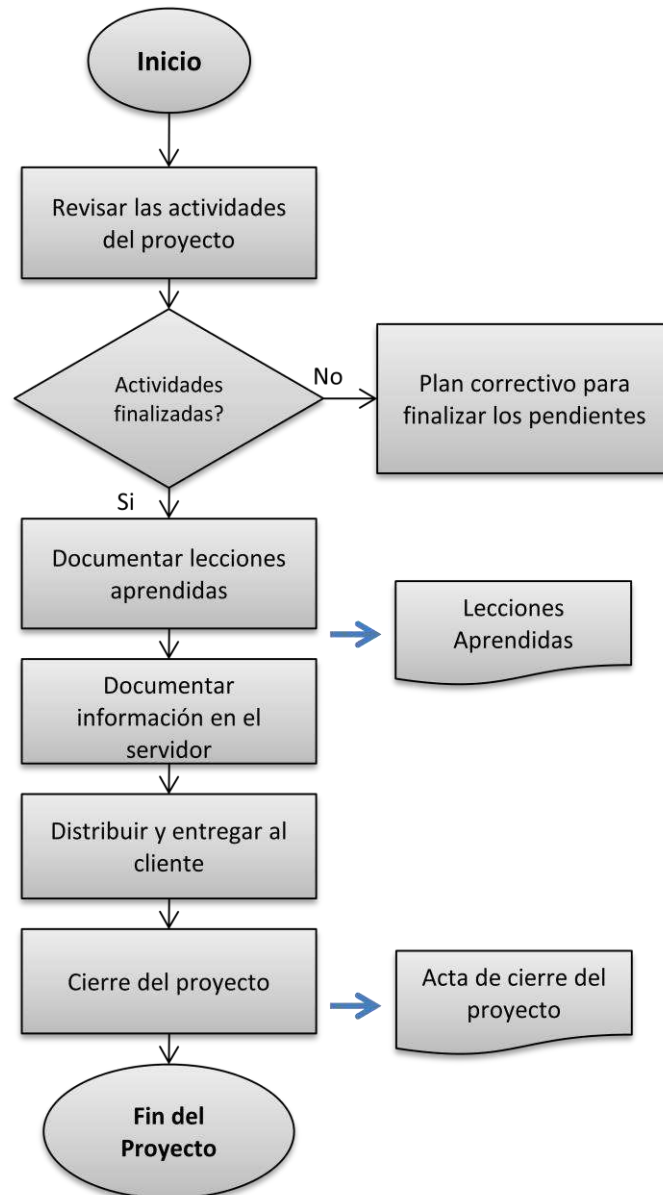 Inicio
Revisar las actividades
del proyecto
Actividades
finalizadas?
No
Plan correctivo para
finalizar los pendientes
Si
Documentar lecciones
aprendidas
Lecciones
Aprendidas
Documentar
información en el
servidor
Distribuir y entregar al
cliente
Cierre del proyecto
Acta de cierre del
proyecto
Fin del
Proyecto